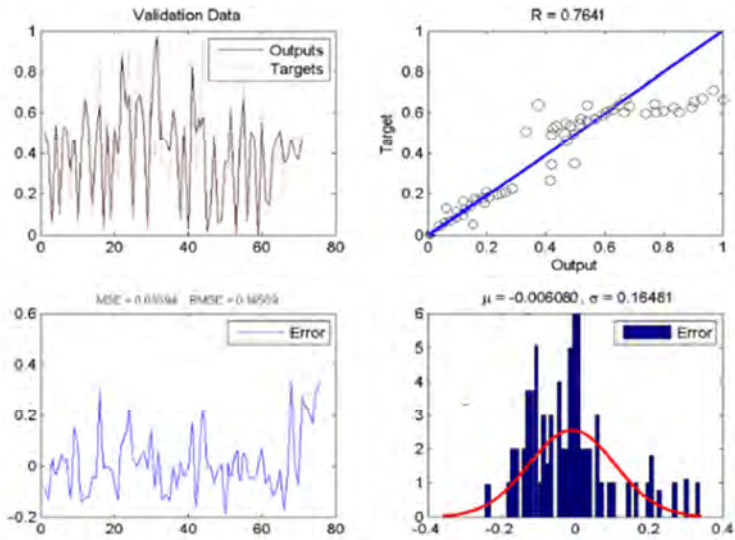 Validation Data
Outputs
Targets
1
0.8
0.6
0.4
0.2
0
0 20 40 60 80
R = 0.7641
Target
1
0.8
0.6
0.4
0.2
0
0 0.2 0.4 0.6 0.8 1
Output
MSE = RMSE =
Error
0.6
0.4
0.2
0
-0.2
0 20 40 60 80
μ = -0.006080, σ = 0.16481
Error
6
5
4
3
2
1
0
-0.4 -0.2 0 0.2 0.4